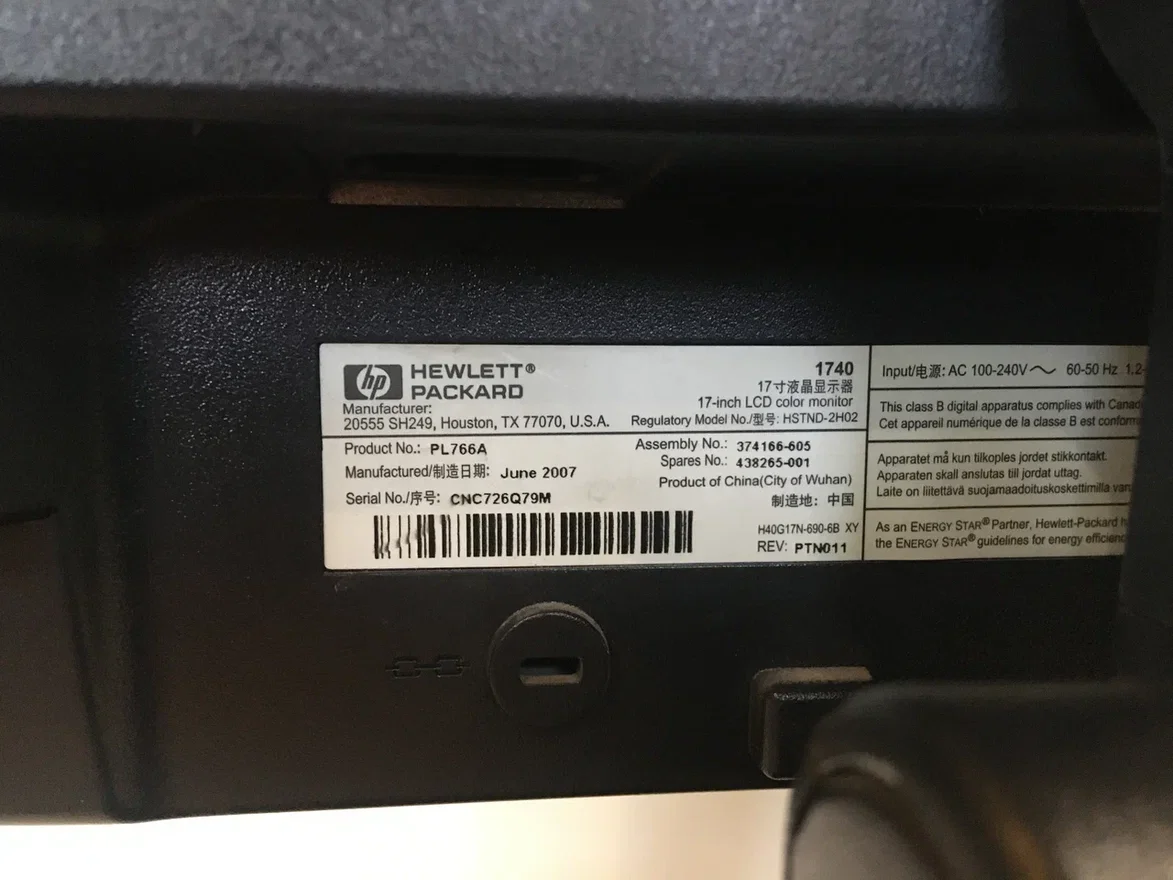 hp HEWLETT®
PACKARD
1740
17寸液晶显示器
17-inch LCD color monitor
Manufacturer:
20555 SH249, Houston, TX 77070, U.S.A.
Regulatory Model No./型号: HSTND-2H02
Product No.: PL766A
Assembly No.: 374166-605
Spares No.: 438265-001
Manufactured/制造日期: June 2007
Product of China(City of Wuhan)
制造地: 中国
Serial No./序号: CNC726Q79M
H40G17N-690-6B XY
REV: PTN011
Input/电源: AC 100-240V～ 60-50 Hz 1.2-
This class B digital apparatus complies with
Cet appareil numérique de la classe B est
Apparatet må kun tilkoples jordet stikkontakt.
Apparaten skall anslutas till jordat uttag.
Laite on liitettävä suojamaadoituskoskettimilla
As an ENERGY STAR® Partner, Hewlett-Packard
the ENERGY STAR® guidelines for energy